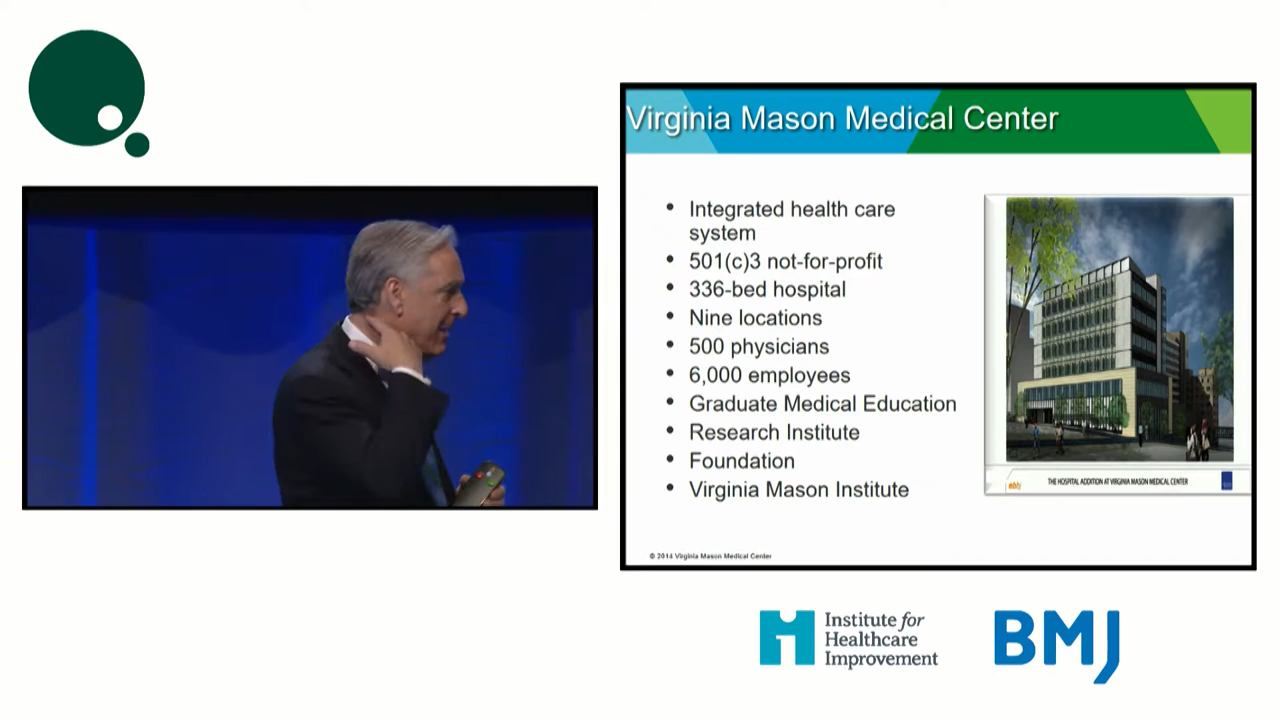 Virginia Mason Medical Center
• Integrated health care
system
• 501(c)3 not-for-profit
• 336-bed hospital
• Nine locations
• 500 physicians
• 6,000 employees
• Graduate Medical Education
• Research Institute
• Foundation
• Virginia Mason Institute
THE HOSPITAL ADDITION AT VIRGINIA MASON MEDICAL CENTER
© 2014 Virginia Mason Medical Center
Institute for
Healthcare
Improvement
BMJ